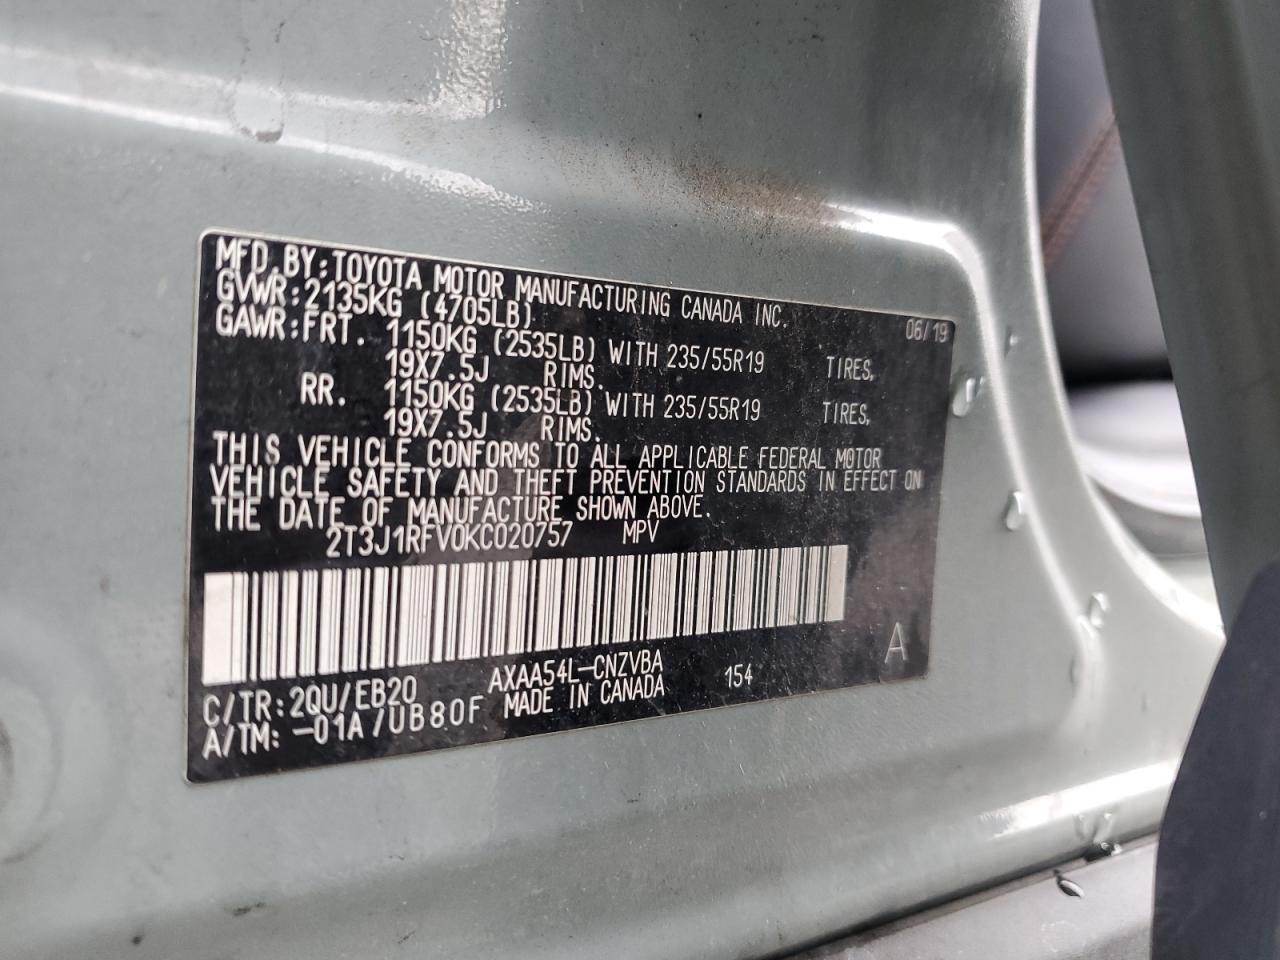 MFD.BY:TOYOTA MOTOR MANUFACTURING CANADA INC.
GVWR:2135KG (4705LB) 06/19
GAWR:FRT. 1150KG (2535LB) WITH 235/55R19 TIRES,
19X7.5J RIMS.
RR. 1150KG (2535LB) WITH 235/55R19 TIRES,
19X7.5J RIMS.
THIS VEHICLE CONFORMS TO ALL APPLICABLE FEDERAL MOTOR
VEHICLE SAFETY AND THEFT PREVENTION STANDARDS IN EFFECT ON
THE DATE OF MANUFACTURE SHOWN ABOVE.
2T3J1RFV0KC020757 MPV
C/TR:2QU/EB20 AXAA54L-CNZVBA 154 A
A/TM:-01A/UB80F MADE IN CANADA